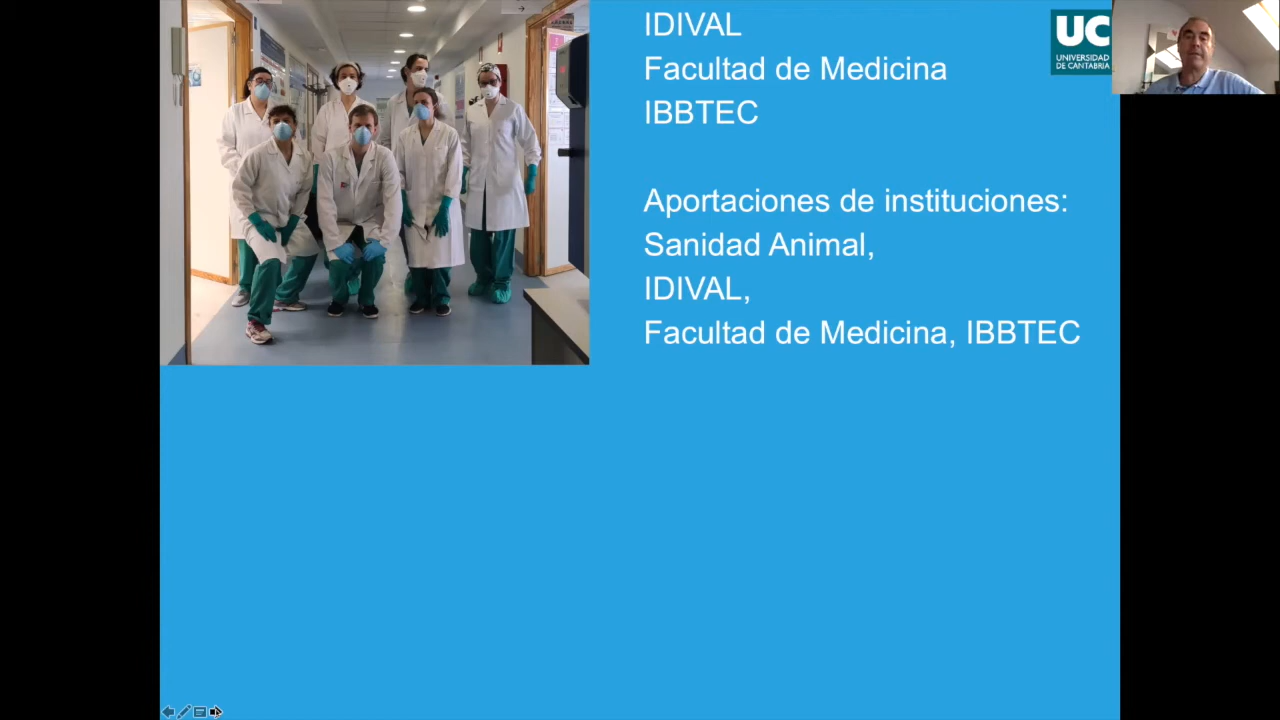 IDIVAL
Facultad de Medicina
IBBTEC
Aportaciones de instituciones:
Sanidad Animal,
IDIVAL,
Facultad de Medicina, IBBTEC
UC
UNIVERSIDAD
DE CANTABRIA